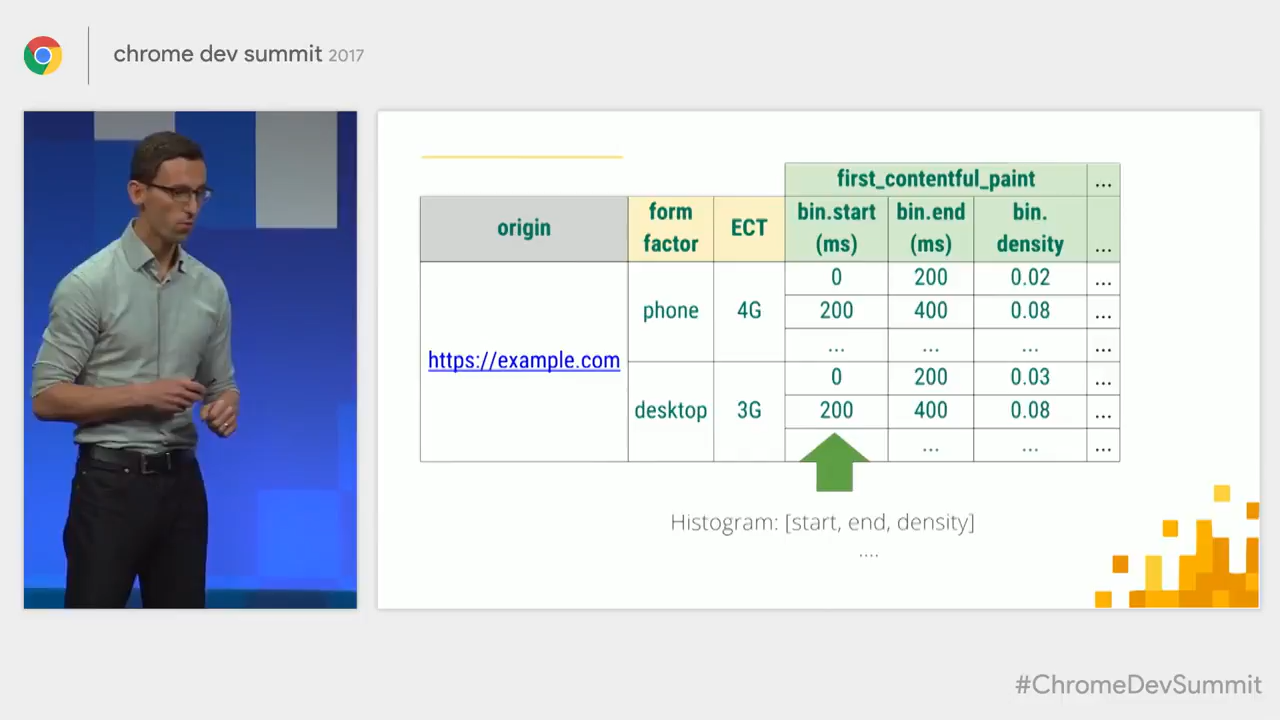 chrome dev summit 2017
first_contentful_paint ...
origin form factor ECT bin.start (ms) bin.end (ms) bin. density ...
https://example.com
phone 4G
0 200 0.02 ...
200 400 0.08 ...
... ... ... ...
desktop 3G
0 200 0.03 ...
200 400 0.08 ...
... ... ...
Histogram: [start, end, density]
....
#ChromeDevSummit